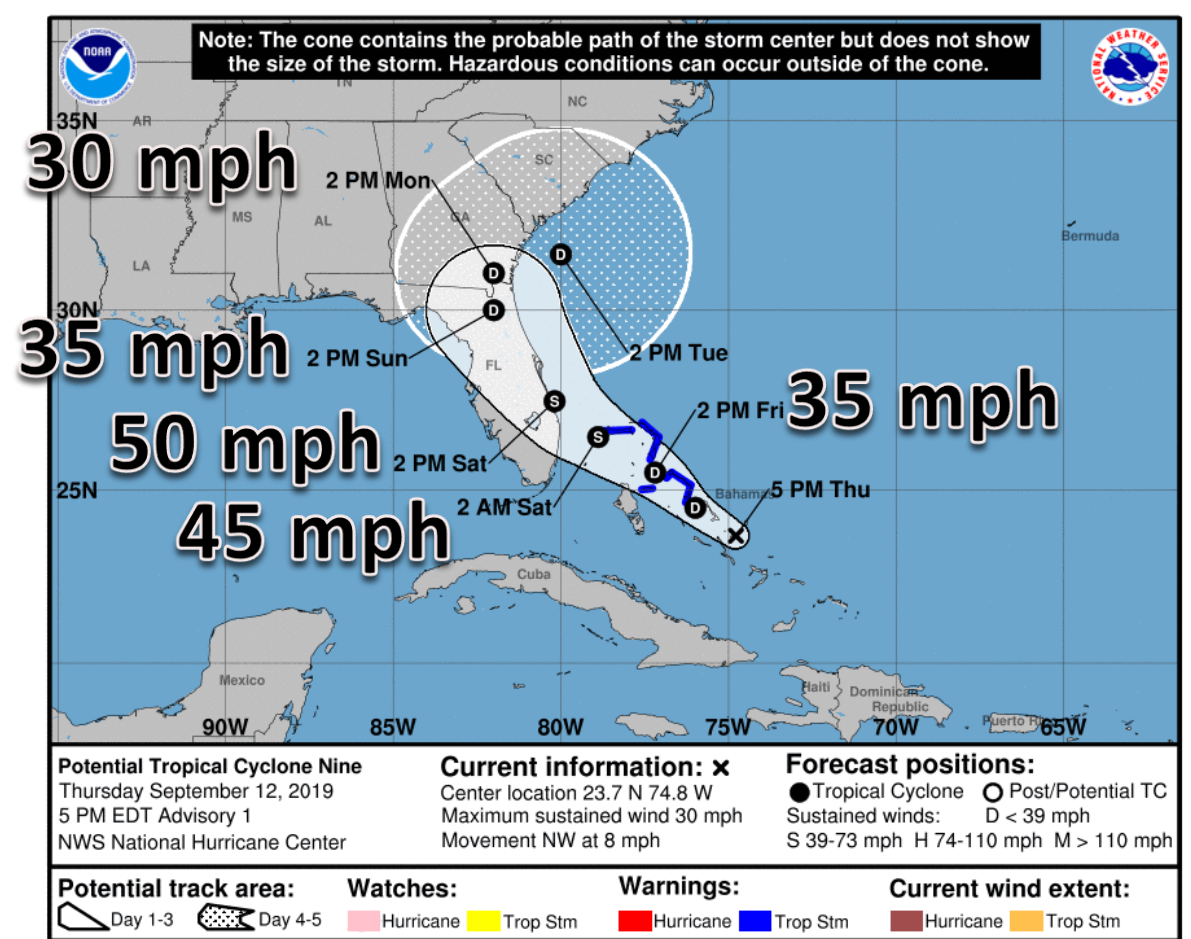 Note: The cone contains the probable path of the storm center but does not show
the size of the storm. Hazardous conditions can occur outside of the cone.
NOAA
NATIONAL WEATHER SERVICE
TN
NC
AR
35N
SC
30 mph
2 PM Mon
MS
AL
GA
D
Bermuda
LA
D
D
30N
35 mph
2 PM Sun
FL
2 PM Tue
S
2 PM Fri
35 mph
50 mph
S
2 PM Sat
D
25N
Bahamas
5 PM Thu
D
2 AM Sat
45 mph
Cuba
Mexico
Haiti
Dominican
Republic
90W
85W
80W
75W
70W
65W
Potential Tropical Cyclone Nine
Thursday September 12, 2019
5 PM EDT Advisory 1
NWS National Hurricane Center
Current information: ×
Center location 23.7 N 74.8 W
Maximum sustained wind 30 mph
Movement NW at 8 mph
Forecast positions:
Tropical Cyclone Post/Potential TC
Sustained winds: D < 39 mph
S 39-73 mph H 74-110 mph M > 110 mph
Potential track area:
Day 1-3 Day 4-5
Watches:
Hurricane Trop Stm
Warnings:
Hurricane Trop Stm
Current wind extent:
Hurricane Trop Stm